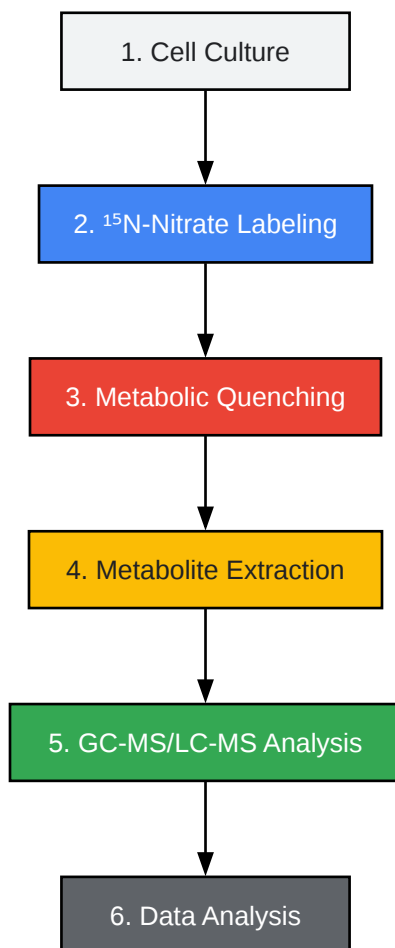 1. Cell Culture
2. ¹⁵N-Nitrate Labeling
3. Metabolic Quenching
4. Metabolite Extraction
5. GC-MS/LC-MS Analysis
6. Data Analysis